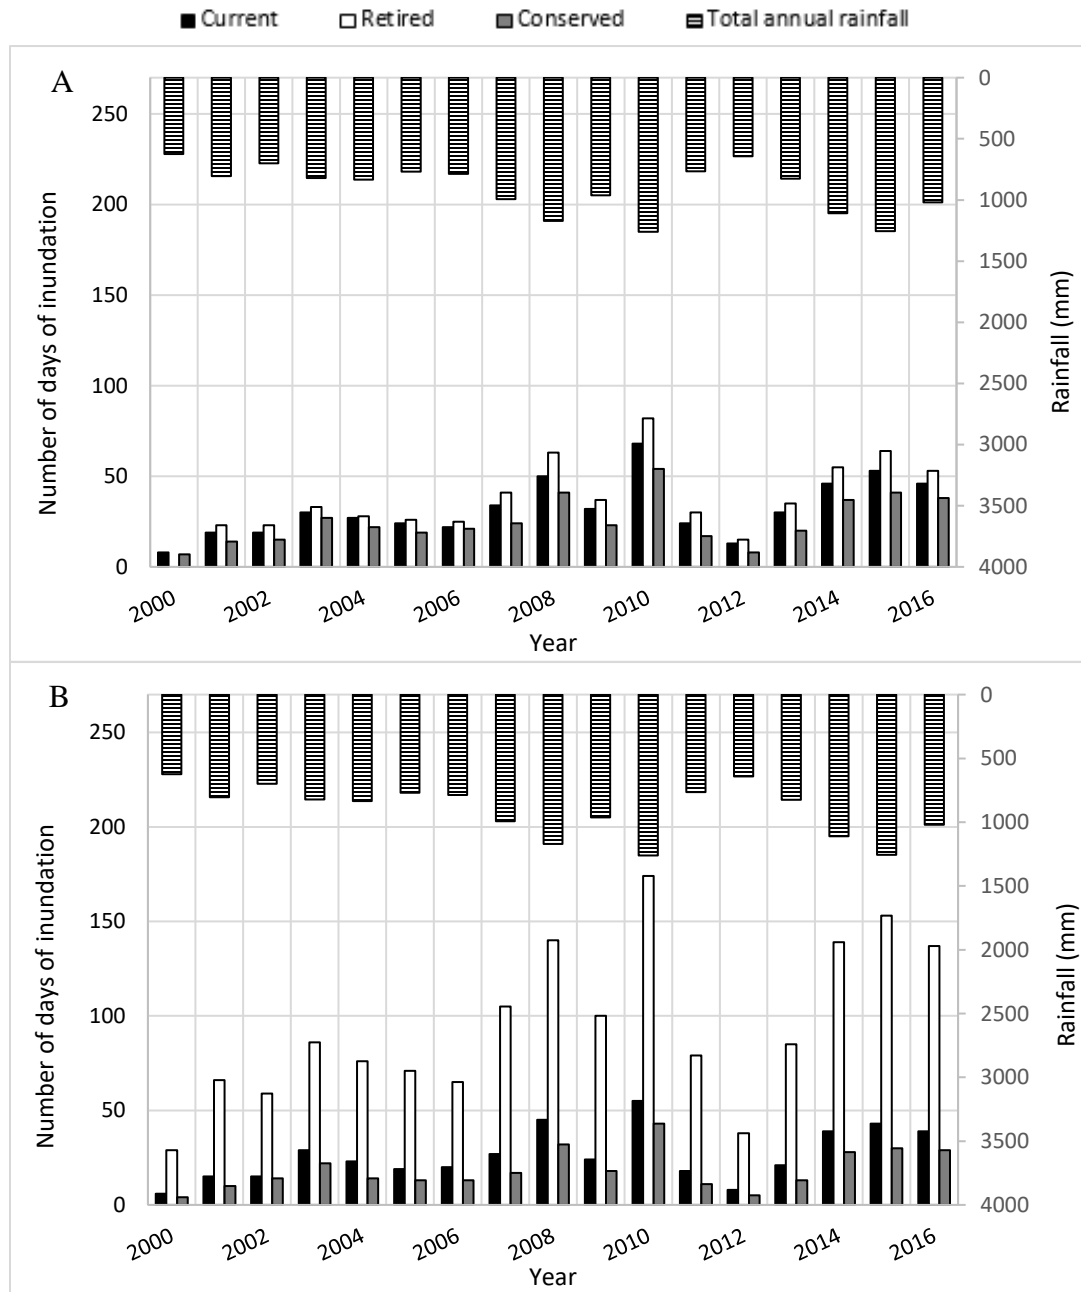 Current Retired Conserved Total annual rainfall
A
250
200
150
100
50
0
Number of days of inundation
0
500
1000
1500
2000
2500
3000
3500
4000
Rainfall (mm)
2000 2002 2004 2006 2008 2010 2012 2014 2016
Year
B
250
200
150
100
50
0
Number of days of inundation
0
500
1000
1500
2000
2500
3000
3500
4000
Rainfall (mm)
2000 2002 2004 2006 2008 2010 2012 2014 2016
Year